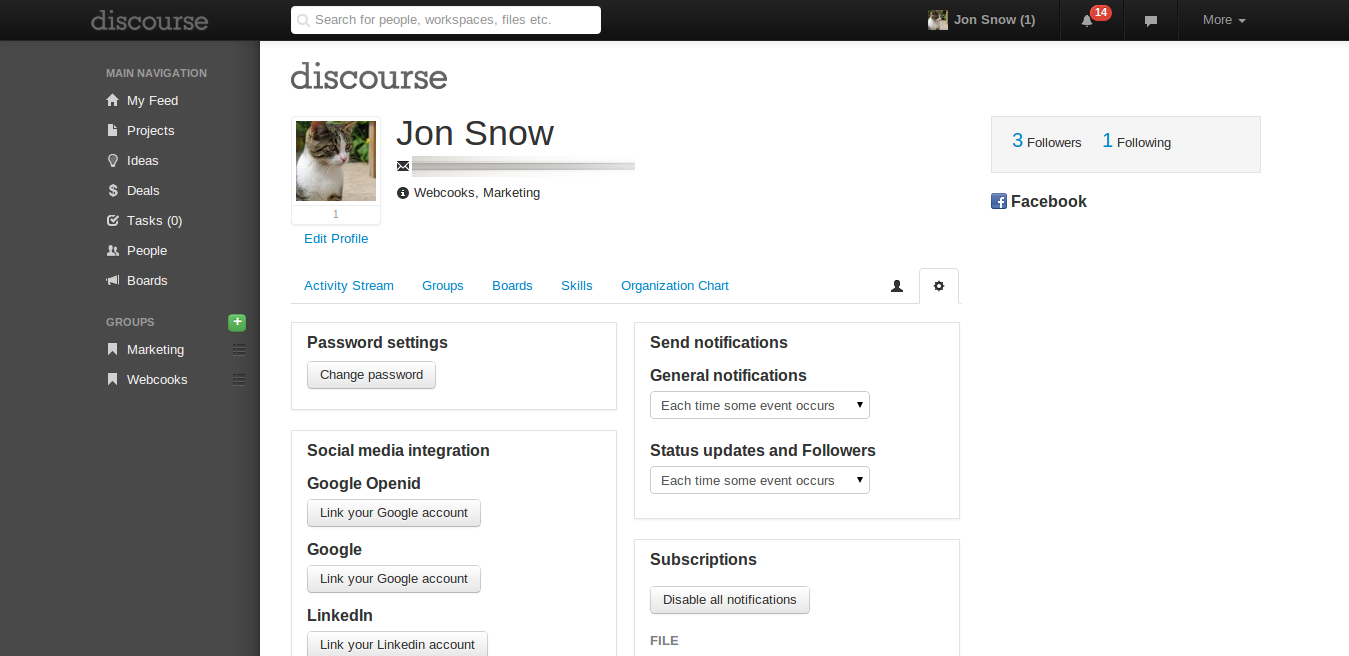 discourse
Search for people, workspaces, files etc.
Jon Snow (1)
14
More
MAIN NAVIGATION
My Feed
Projects
Ideas
Deals
Tasks (0)
People
Boards
GROUPS
Marketing
Webcooks
discourse
Jon Snow
Webcooks, Marketing
1
Edit Profile
3 Followers 1 Following
Facebook
Activity Stream Groups Boards Skills Organization Chart
Password settings
Change password
Social media integration
Google Openid
Link your Google account
Google
Link your Google account
LinkedIn
Link your Linkedin account
Send notifications
General notifications
Each time some event occurs
Status updates and Followers
Each time some event occurs
Subscriptions
Disable all notifications
FILE